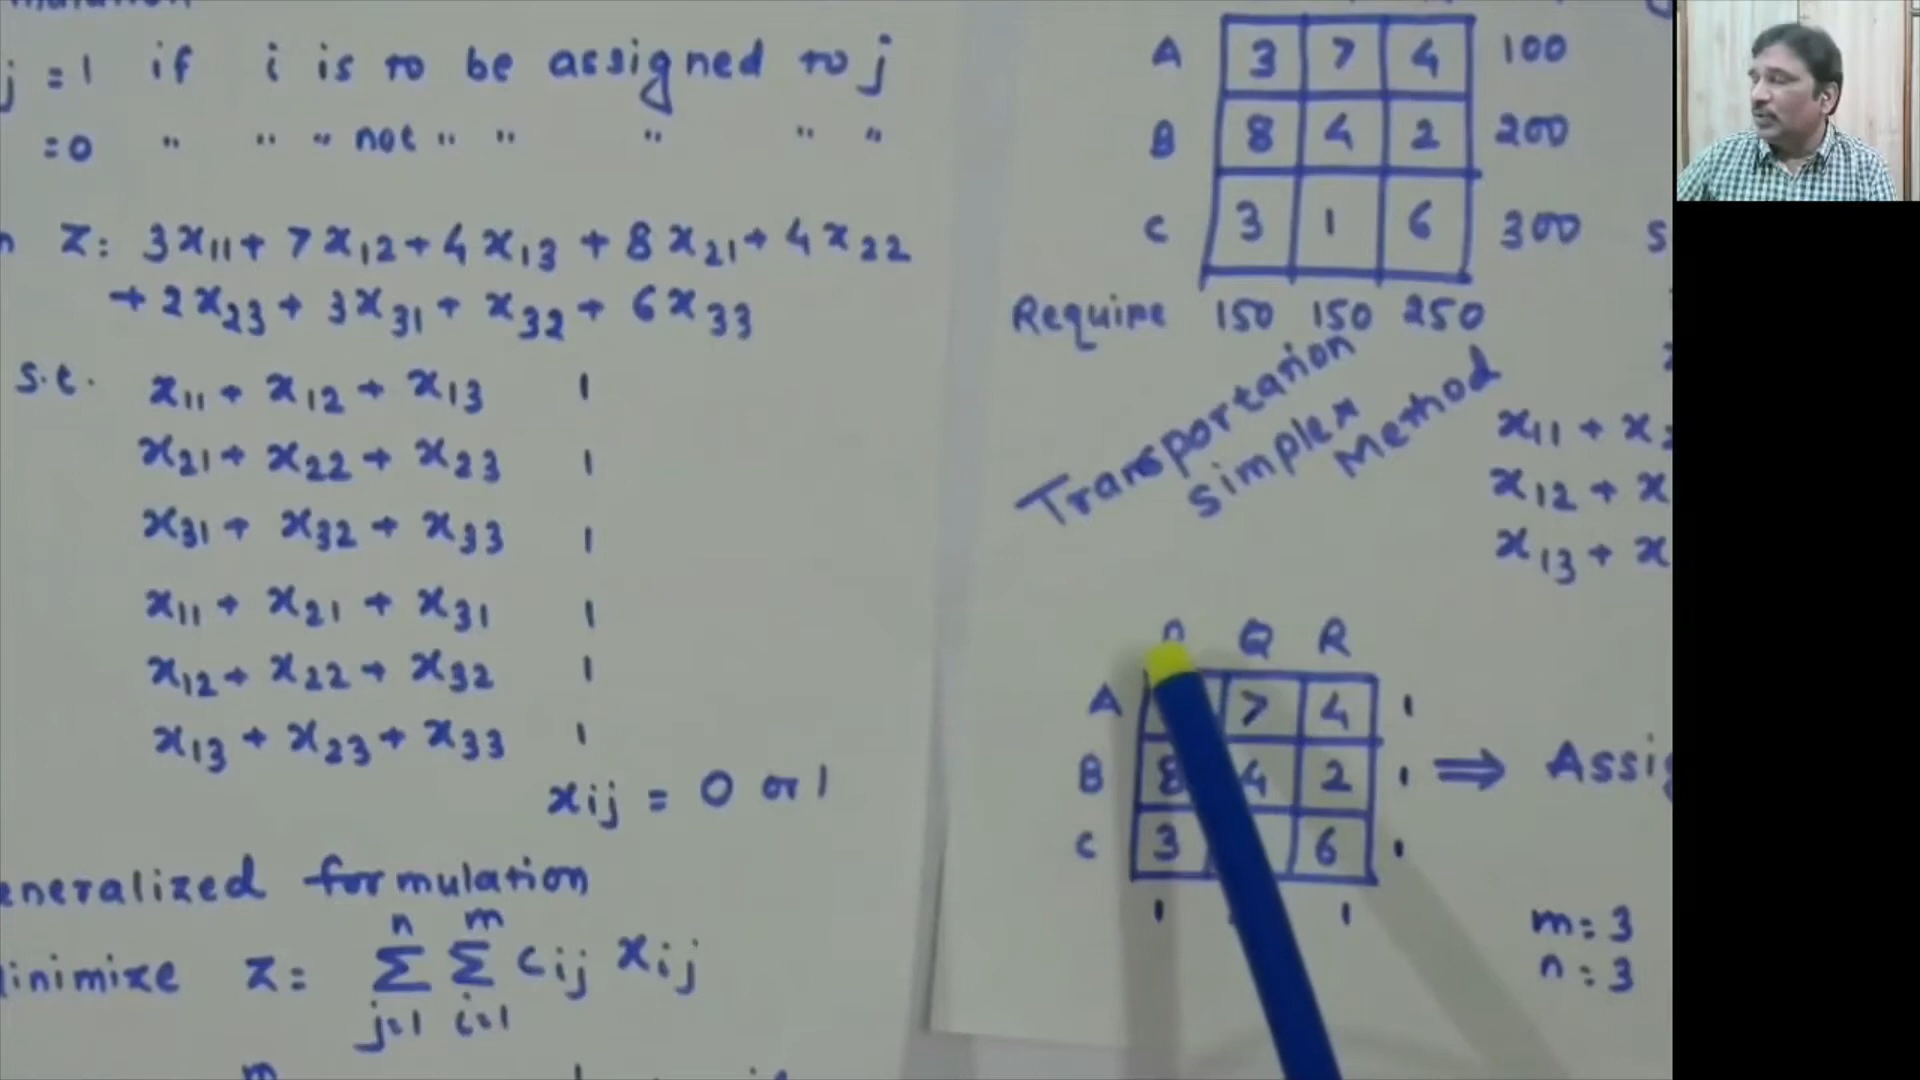 j = 1 if i is to be assigned to j
= 0 " " " not " " " " "
Z: 3x11 + 7x12 + 4x13 + 8x21 + 4x22
+ 2x23 + 3x31 + x32 + 6x33
s.t. x11 + x12 + x13 1
x21 + x22 + x23 1
x31 + x32 + x33 1
x11 + x21 + x31 1
x12 + x22 + x32 1
x13 + x23 + x33 1
xij = 0 or 1
eneralized formulation
inimize Z = n m
Σ Σ cij xij
j=1 i=1
m
A 3 7 4 100
B 8 4 2 200
C 3 1 6 300 S
Require 150 150 250
Transportation
Simplex
Method
x11 + x
x12 + x
x13 + x
Q R
A 7 4 1
B 8 4 2 1 ⇒ Assi
C 3 6 1
1 1
m: 3
n: 3